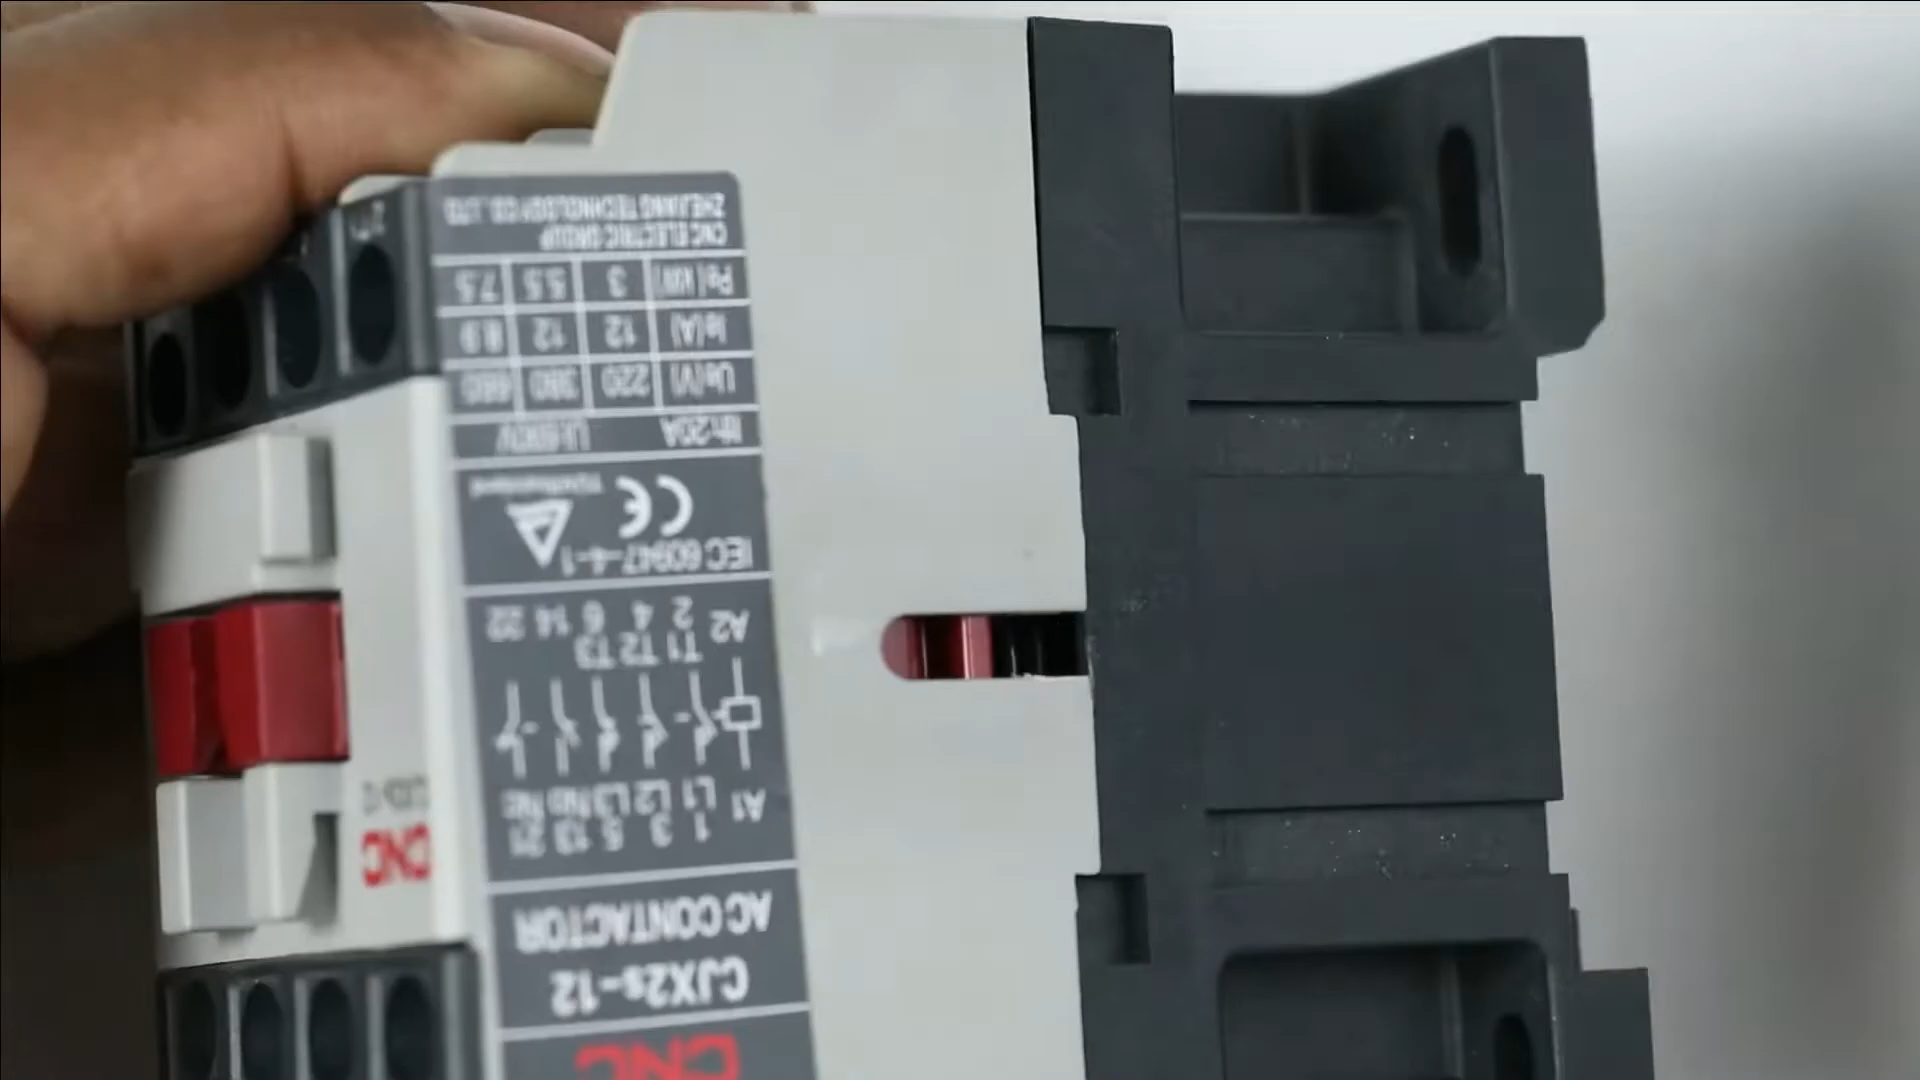 CNC
CJX2s-12
AC CONTACTOR
A1 1 3 5 13 21
L1 L2 L3 No Nc
T1 T2 T3
A2 2 4 6 14 22
IEC 60947-4-1
CE
Ith:20A Ui:690V
Ue(V) 220 380 660
Ie(A) 12 12 8.9
Pe(kW) 3 5.5 7.5
CNC ELECTRIC GROUP
ZHEJIANG TECHNOLOGY CO.,LTD
CNC
2T1